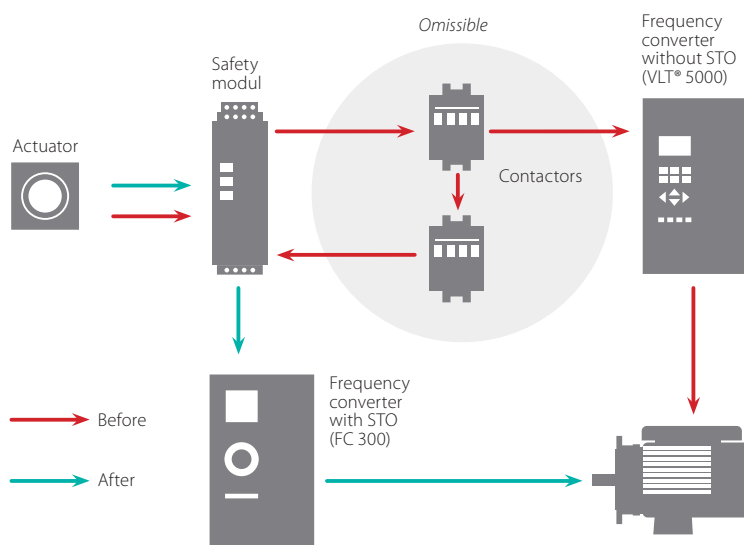 Omissible
Frequency
converter
without STO
(VLT® 5000)
Safety
modul
Actuator
Contactors
Frequency
converter
with STO
(FC 300)
Before
After